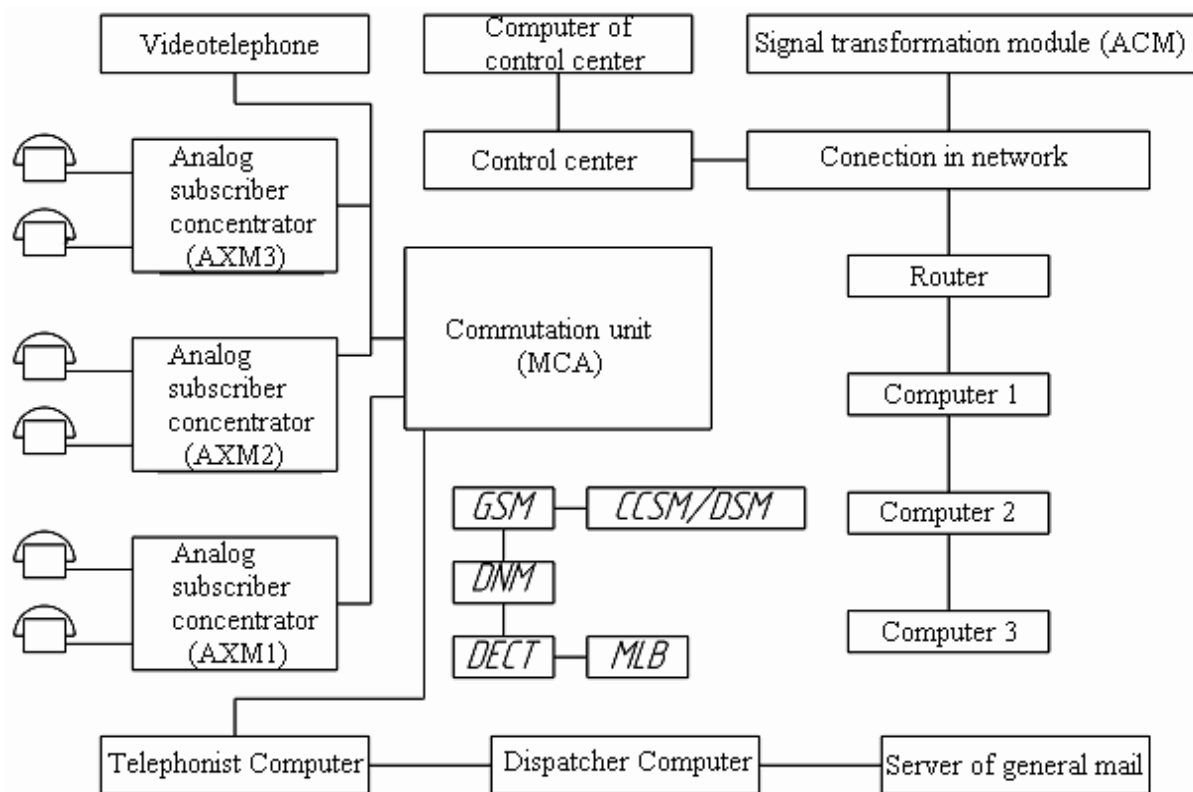 Videotelephone
Computer of
control center
Signal transformation module (ACM)
Analog
subscriber
concentrator
(AXM3)
Control center
Conection in network
Router
Commutation unit
(MCA)
Analog
subscriber
concentrator
(AXM2)
Computer 1
GSM
CCSM/DSM
Computer 2
DNM
Analog
subscriber
concentrator
(AXM1)
DECT
MLB
Computer 3
Telephonist Computer
Dispatcher Computer
Server of general mail